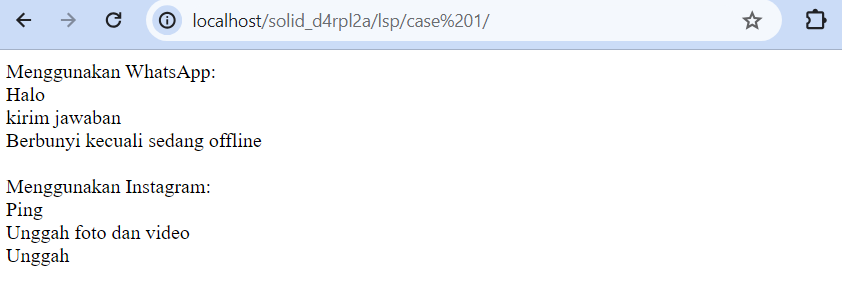 localhost/solid_d4rpl2a/lsp/case%201/
Menggunakan WhatsApp:
Halo
kirim jawaban
Berbunyi kecuali sedang offline
Menggunakan Instagram:
Ping
Unggah foto dan video
Unggah